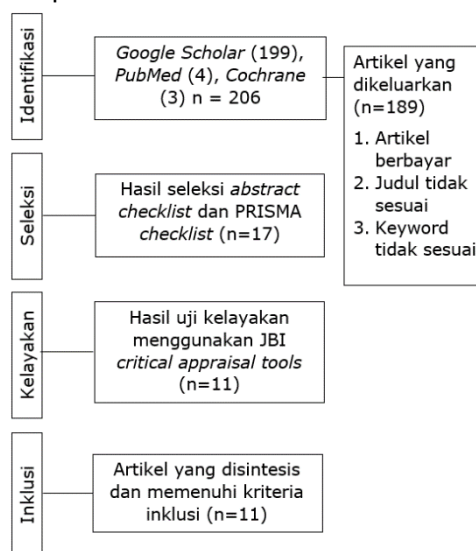 Identifikasi
Google Scholar (199),
PubMed (4), Cochrane
(3) n = 206
Artikel yang
dikeluarkan
(n=189)
1. Artikel
berbayar
2. Judul tidak
sesuai
3. Keyword
tidak sesuai
Seleksi
Hasil seleksi abstract
checklist dan PRISMA
checklist (n=17)
Kelayakan
Hasil uji kelayakan
menggunakan JBI
critical appraisal tools
(n=11)
Inklusi
Artikel yang disintesis
dan memenuhi kriteria
inklusi (n=11)